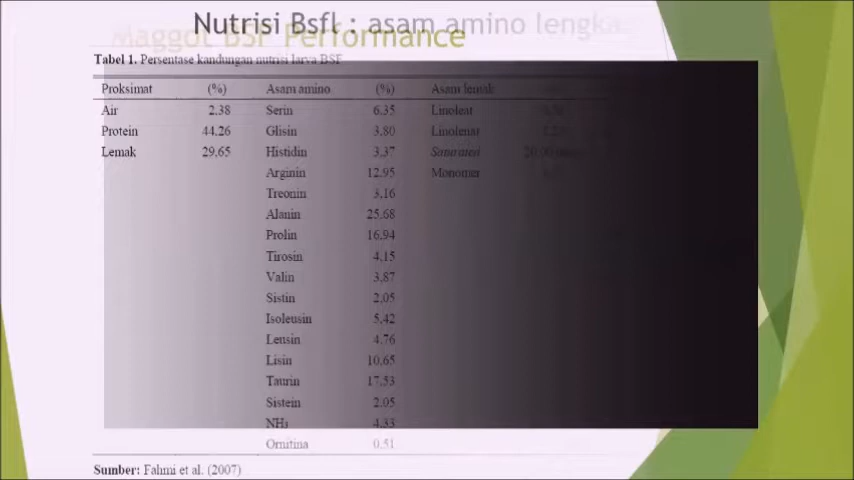 Nutrisi Bsfl : asam amino lengka
Maggot BSF Performance
Tabel 1. Persentase kandungan nutrisi larva BSF
Proksimat (%) Asam amino (%) Asam lemak
Air 2.38 Serin 6.35 Linoleat
Protein 44.26 Glisin 3.80 Linolenat
Lemak 29.65 Histidin 3.37 Saturated 20.00
Arginin 12.95 Monomer
Treonin 3,16
Alanin 25.68
Prolin 16.94
Tirosin 4,15
Valin 3,87
Sistin 2,05
Isoleusin 5,42
Leusin 4.76
Lisin 10,65
Taurin 17,53
Sistein 2,05
NH₃ 4,33
Ornitina 0.51
Sumber: Fahmi et al. (2007)